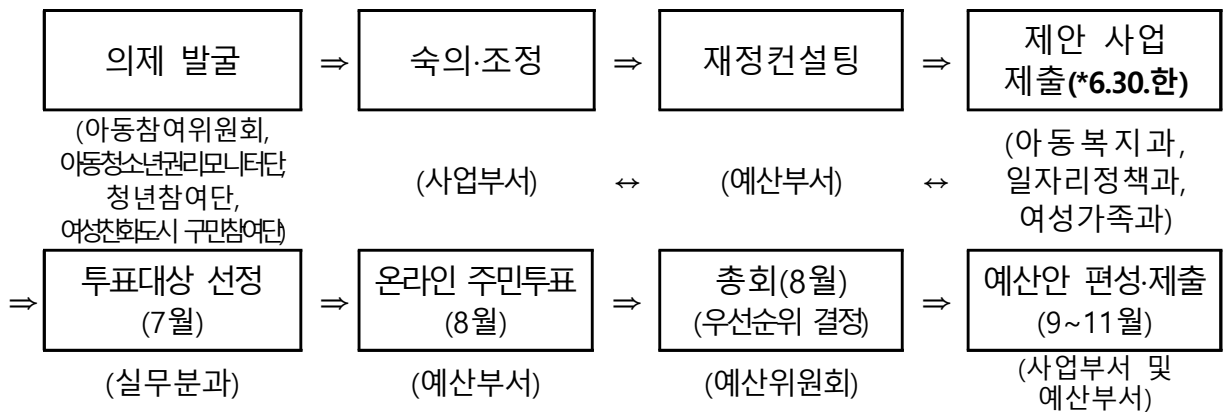 의제 발굴 ⇒ 숙의·조정 ⇒ 재정컨설팅 ⇒ 제안 사업
제출(*6.30.한)
(아동참여위원회,
아동청소년권리모니터단,
청년참여단,
여성친화도시 구민참여단)
(사업부서) ↔ (예산부서) ↔ (아동복지과,
일자리정책과,
여성가족과)
⇒ 투표대상 선정 ⇒ 온라인 주민투표 ⇒ 총회(8월) ⇒ 예산안 편성·제출
(7월) (8월) (우선순위 결정) (9~11월)
(실무분과) (예산부서) (예산위원회) (사업부서 및
예산부서)